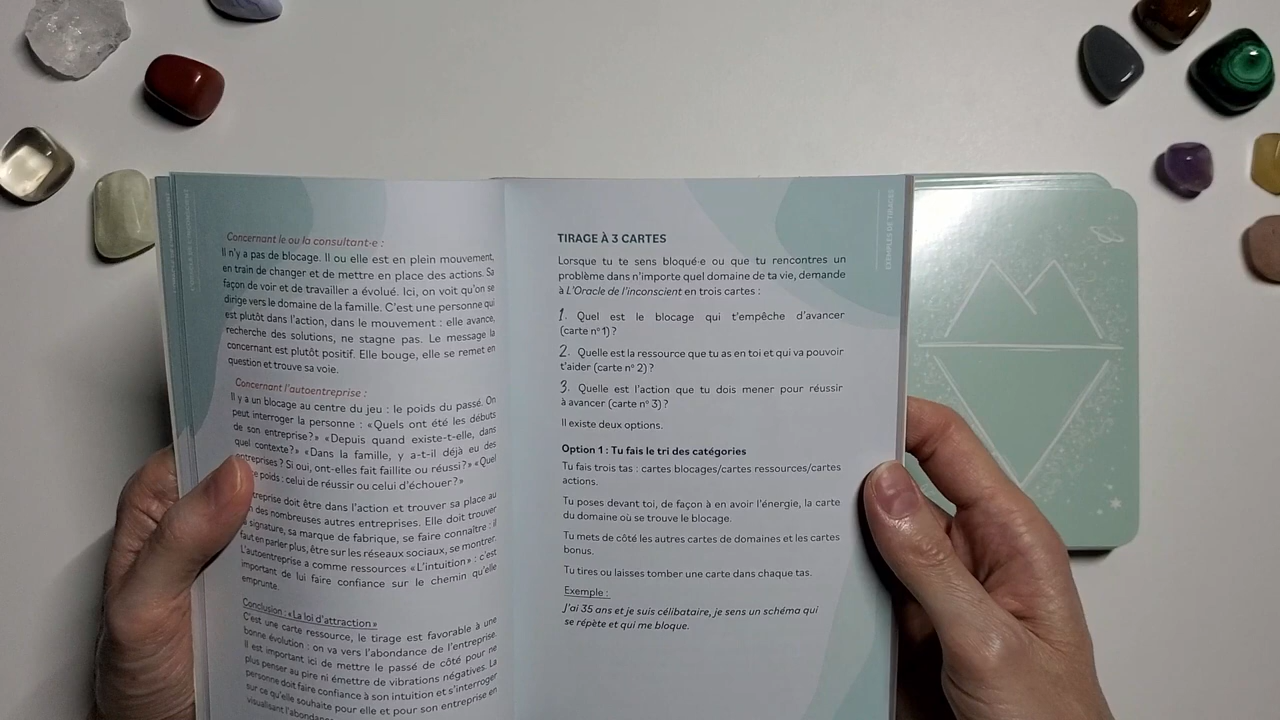 Concernant le ou la consultant·e :
Il n'y a pas de blocage. Il ou elle est en plein mouvement,
en train de changer et de mettre en place des actions. Sa
façon de voir et de travailler a évolué. Ici, on voit qu'on se
dirige vers le domaine de la famille. C'est une personne qui
est plutôt dans l'action, dans le mouvement : elle avance,
recherche des solutions, ne stagne pas. Le message la
concernant est plutôt positif. Elle bouge, elle se remet en
question et trouve sa voie.
Concernant l'autoentreprise :
Il y a un blocage au centre du jeu : le poids du passé. On
peut interroger la personne : «Quels ont été les débuts
de son entreprise?» «Depuis quand existe-t-elle, dans
quel contexte?» «Dans la famille, y a-t-il déjà eu des
entreprises? Si oui, ont-elles fait faillite ou réussi?» «Quel
poids : celui de réussir ou celui d'échouer?»
doit être dans l'action et trouver sa place au
des nombreuses autres entreprises. Elle doit trouver
signature, sa marque de fabrique, se faire connaître : il
faut en parler plus, être sur les réseaux sociaux, se montrer.
L'autoentreprise a comme ressources «L'intuition» : c'est
important de lui faire confiance sur le chemin qu'elle
emprunte.
Conclusion : «La loi d'attraction»
C'est une carte ressource, le tirage est favorable à une
bonne évolution : on va vers l'abondance de l'entreprise.
Il est important ici de mettre le passé de côté pour ne
plus penser au pire ni émettre de vibrations négatives. La
personne doit faire confiance à son intuition et s'interroger
sur ce qu'elle souhaite pour elle et pour son entreprise en
visualisant
EXEMPLES DE TIRAGES
TIRAGE À 3 CARTES
Lorsque tu te sens bloqué·e ou que tu rencontres un
problème dans n'importe quel domaine de ta vie, demande
à L'Oracle de l'inconscient en trois cartes :
1. Quel est le blocage qui t'empêche d'avancer
(carte nº 1)?
2. Quelle est la ressource que tu as en toi et qui va pouvoir
t'aider (carte nº 2)?
3. Quelle est l'action que tu dois mener pour réussir
à avancer (carte nº 3)?
Il existe deux options.
Option 1 : Tu fais le tri des catégories
Tu fais trois tas : cartes blocages/cartes ressources/cartes
actions.
Tu poses devant toi, de façon à en avoir l'énergie, la carte
du domaine où se trouve le blocage.
Tu mets de côté les autres cartes de domaines et les cartes
bonus.
Tu tires ou laisses tomber une carte dans chaque tas.
Exemple :
J'ai 35 ans et je suis célibataire, je sens un schéma qui
se répète et qui me bloque.